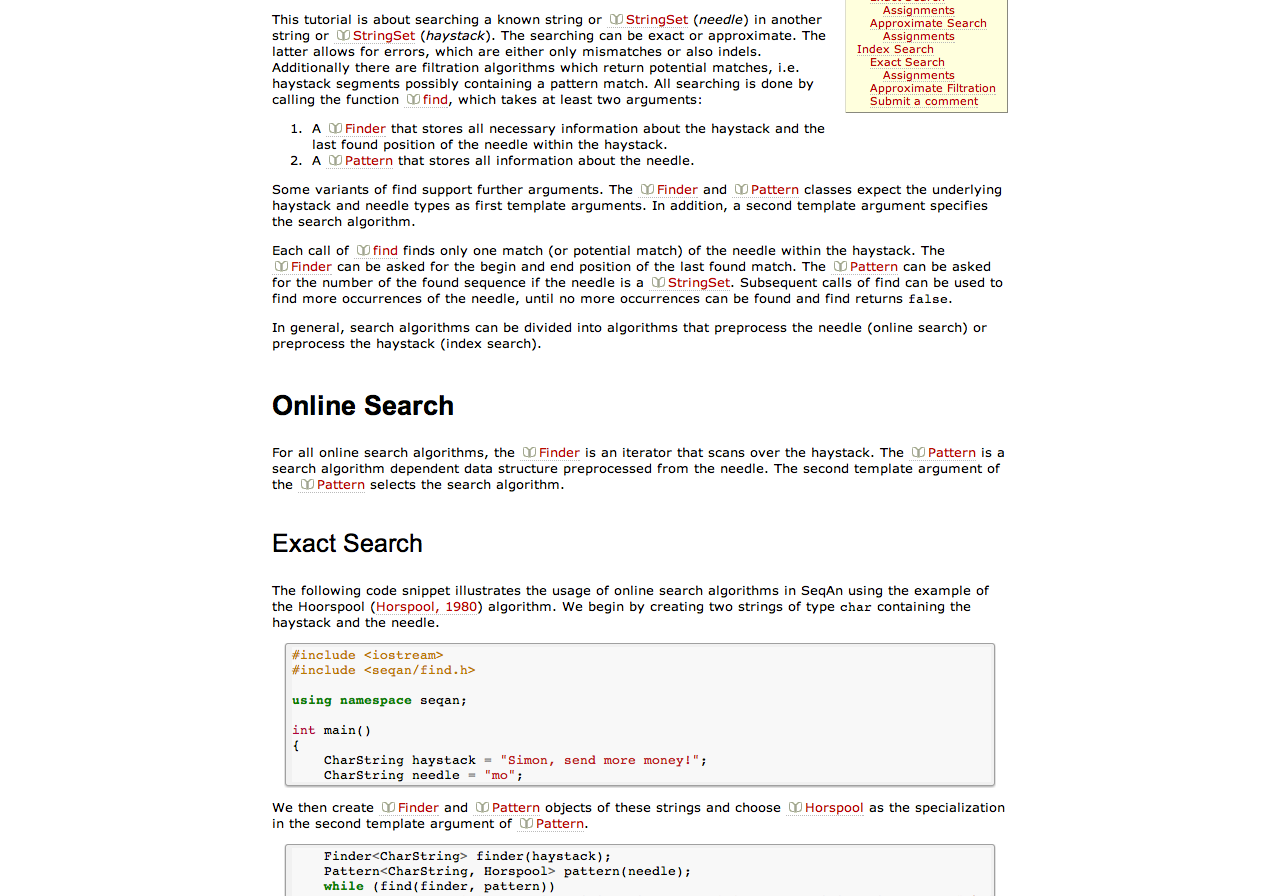 This tutorial is about searching a known string or StringSet (needle) in another
string or StringSet (haystack). The searching can be exact or approximate. The
latter allows for errors, which are either only mismatches or also indels.
Additionally there are filtration algorithms which return potential matches, i.e.
haystack segments possibly containing a pattern match. All searching is done by
calling the function find, which takes at least two arguments:
1. A Finder that stores all necessary information about the haystack and the
last found position of the needle within the haystack.
2. A Pattern that stores all information about the needle.
Assignments
Approximate Search
Assignments
Index Search
Exact Search
Assignments
Approximate Filtration
Submit a comment
Some variants of find support further arguments. The Finder and Pattern classes expect the underlying
haystack and needle types as first template arguments. In addition, a second template argument specifies
the search algorithm.
Each call of find finds only one match (or potential match) of the needle within the haystack. The
Finder can be asked for the begin and end position of the last found match. The Pattern can be asked
for the number of the found sequence if the needle is a StringSet. Subsequent calls of find can be used to
find more occurrences of the needle, until no more occurrences can be found and find returns false.
In general, search algorithms can be divided into algorithms that preprocess the needle (online search) or
preprocess the haystack (index search).
Online Search
For all online search algorithms, the Finder is an iterator that scans over the haystack. The Pattern is a
search algorithm dependent data structure preprocessed from the needle. The second template argument of
the Pattern selects the search algorithm.
Exact Search
The following code snippet illustrates the usage of online search algorithms in SeqAn using the example of
the Hoorspool (Horspool, 1980) algorithm. We begin by creating two strings of type char containing the
haystack and the needle.
#include <iostream>
#include <seqan/find.h>
using namespace seqan;
int main()
{
CharString haystack = "Simon, send more money!";
CharString needle = "mo";
We then create Finder and Pattern objects of these strings and choose Horspool as the specialization
in the second template argument of Pattern.
Finder<CharString> finder(haystack);
Pattern<CharString, Horspool> pattern(needle);
while (find(finder, pattern))